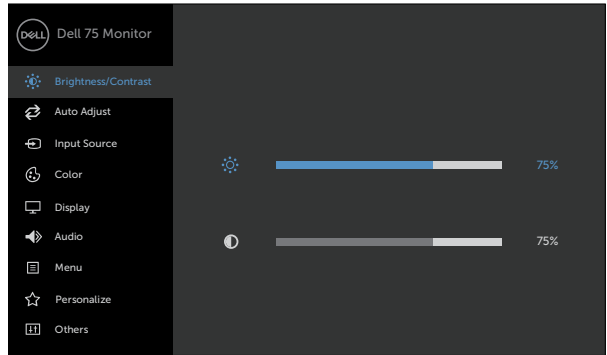 DELL Dell 75 Monitor
Brightness/Contrast
Auto Adjust
Input Source
Color
Display
Audio
Menu
Personalize
Others
75%
75%